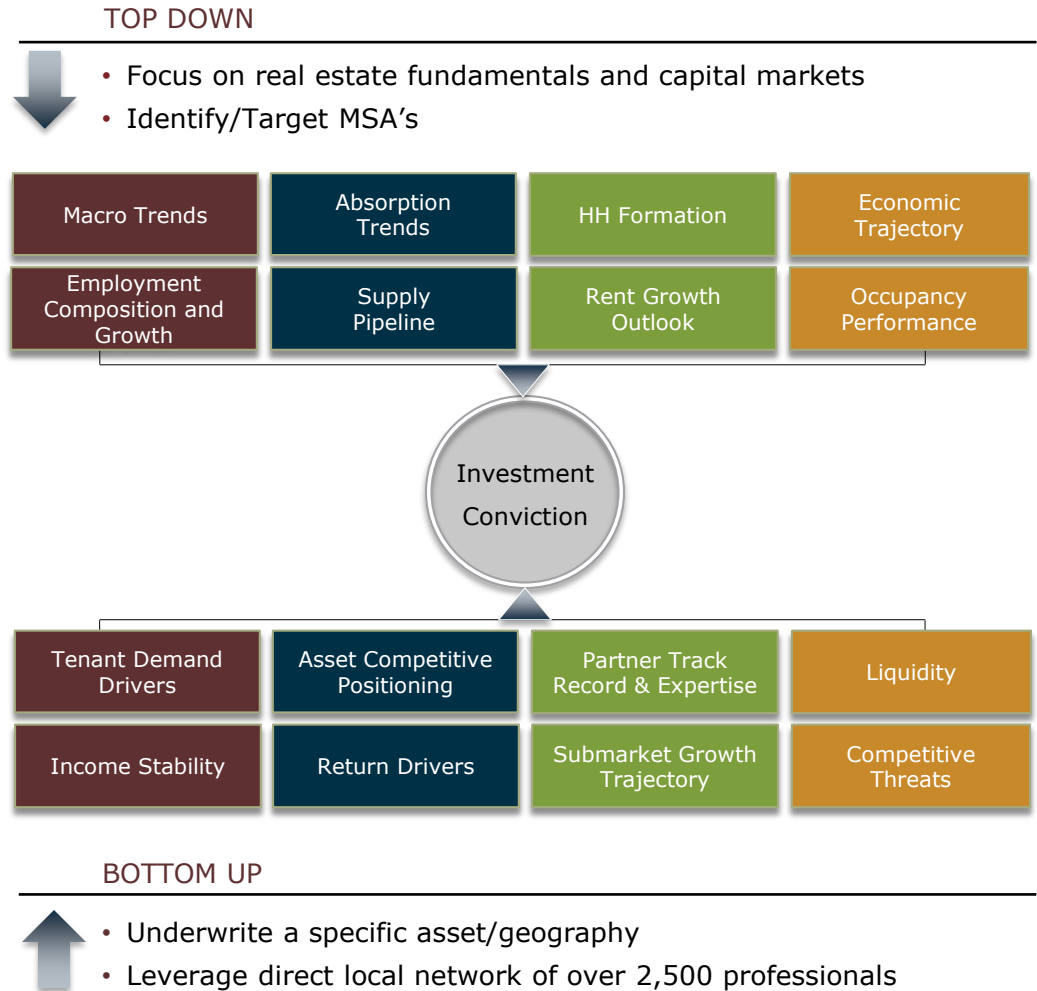 TOP DOWN
• Focus on real estate fundamentals and capital markets
• Identify/Target MSA’s
Macro Trends
Absorption
Trends
HH Formation
Economic
Trajectory
Employment
Composition and
Growth
Supply
Pipeline
Rent Growth
Outlook
Occupancy
Performance
Investment
Conviction
Tenant Demand
Drivers
Asset Competitive
Positioning
Partner Track
Record & Expertise
Liquidity
Income Stability
Return Drivers
Submarket Growth
Trajectory
Competitive
Threats
BOTTOM UP
• Underwrite a specific asset/geography
• Leverage direct local network of over 2,500 professionals